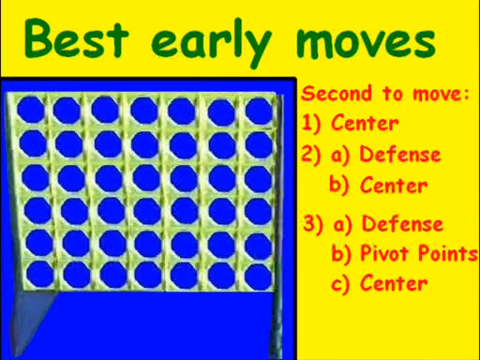 Best early moves
Second to move:
1) Center
2) a) Defense
b) Center
3) a) Defense
b) Pivot Points
c) Center